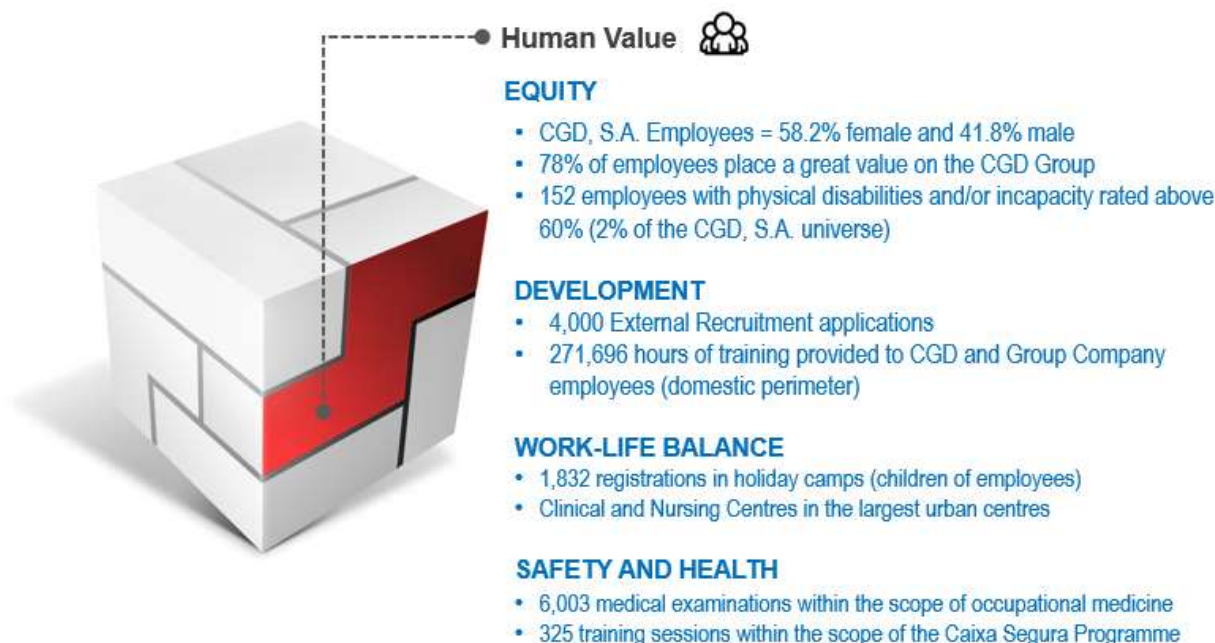 Human Value
EQUITY
• CGD, S.A. Employees = 58.2% female and 41.8% male
• 78% of employees place a great value on the CGD Group
• 152 employees with physical disabilities and/or incapacity rated above
60% (2% of the CGD, S.A. universe)
DEVELOPMENT
• 4,000 External Recruitment applications
• 271,696 hours of training provided to CGD and Group Company
employees (domestic perimeter)
WORK-LIFE BALANCE
• 1,832 registrations in holiday camps (children of employees)
• Clinical and Nursing Centres in the largest urban centres
SAFETY AND HEALTH
• 6,003 medical examinations within the scope of occupational medicine
• 325 training sessions within the scope of the Caixa Segura Programme